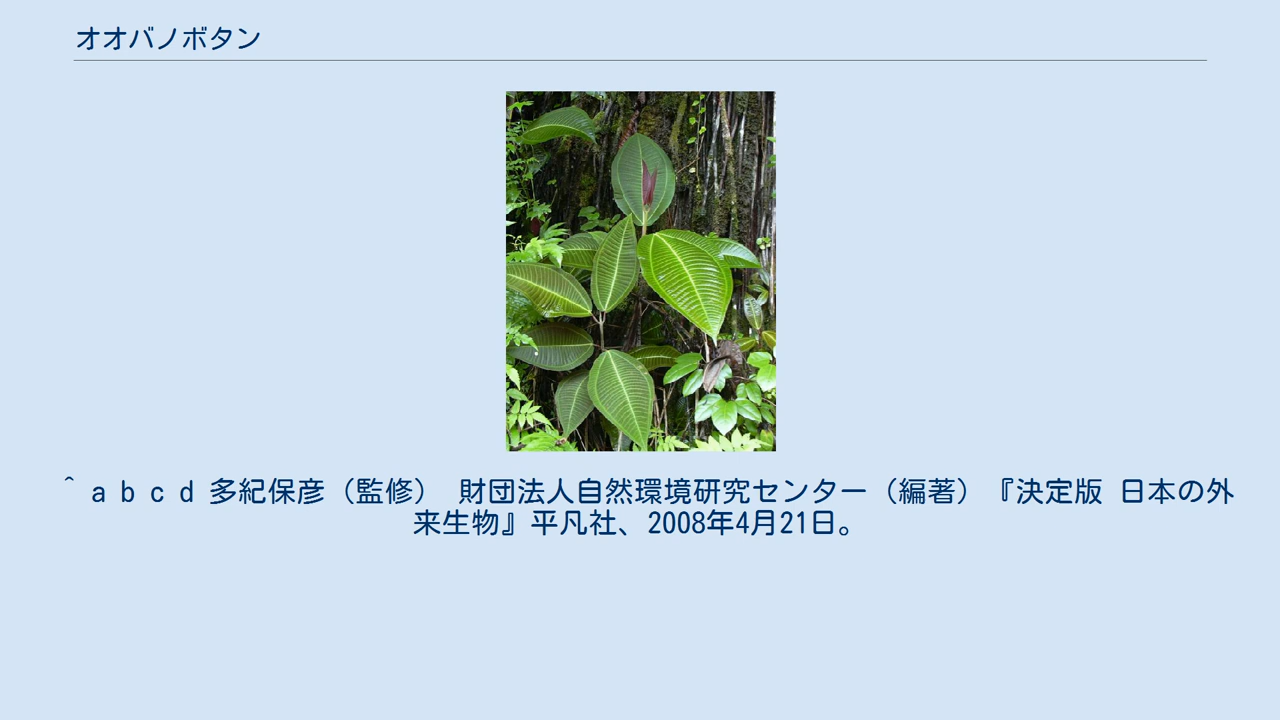 オオバノボタン
^ a b c d 多紀保彦（監修） 財団法人自然環境研究センター（編著）『決定版 日本の外
来生物』平凡社、2008年4月21日。